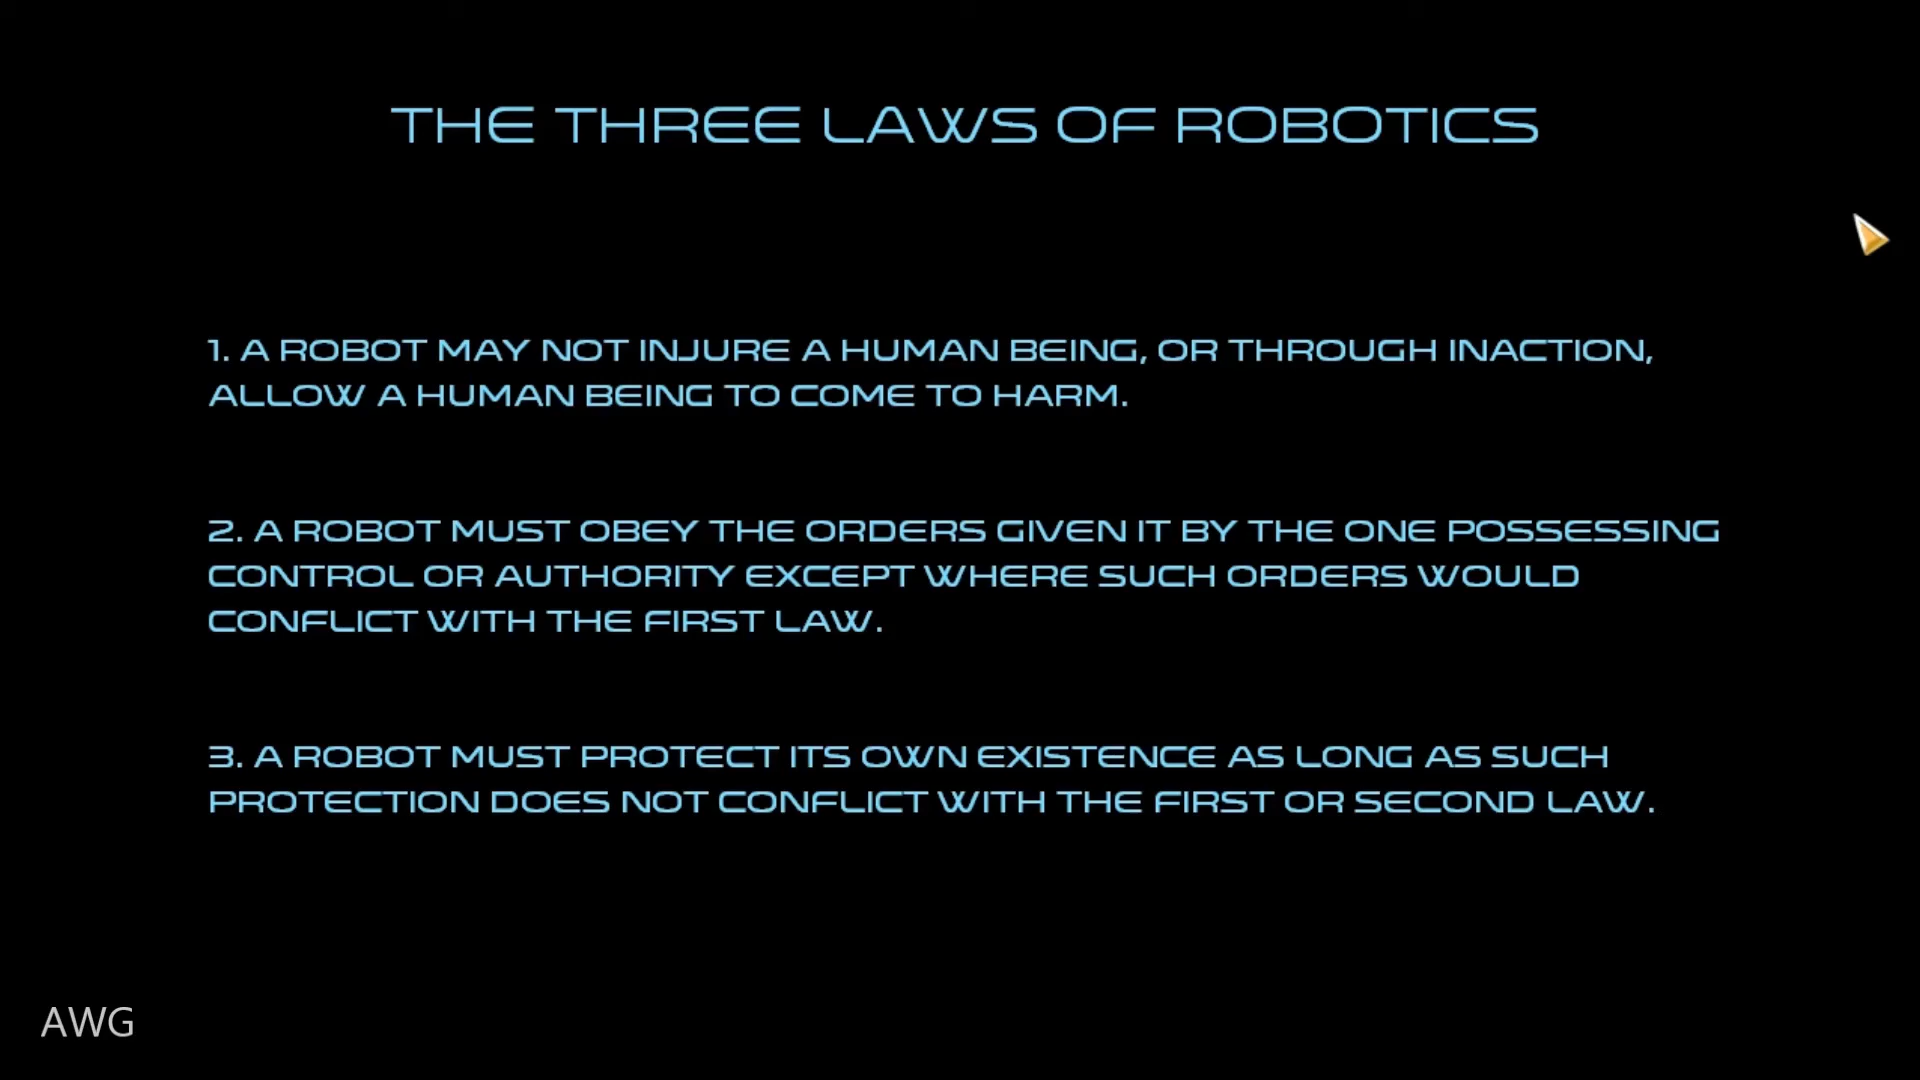 THE THREE LAWS OF ROBOTICS
1. A ROBOT MAY NOT INJURE A HUMAN BEING, OR THROUGH INACTION,
ALLOW A HUMAN BEING TO COME TO HARM.
2. A ROBOT MUST OBEY THE ORDERS GIVEN IT BY THE ONE POSSESSING
CONTROL OR AUTHORITY EXCEPT WHERE SUCH ORDERS WOULD
CONFLICT WITH THE FIRST LAW.
3. A ROBOT MUST PROTECT ITS OWN EXISTENCE AS LONG AS SUCH
PROTECTION DOES NOT CONFLICT WITH THE FIRST OR SECOND LAW.
AWG